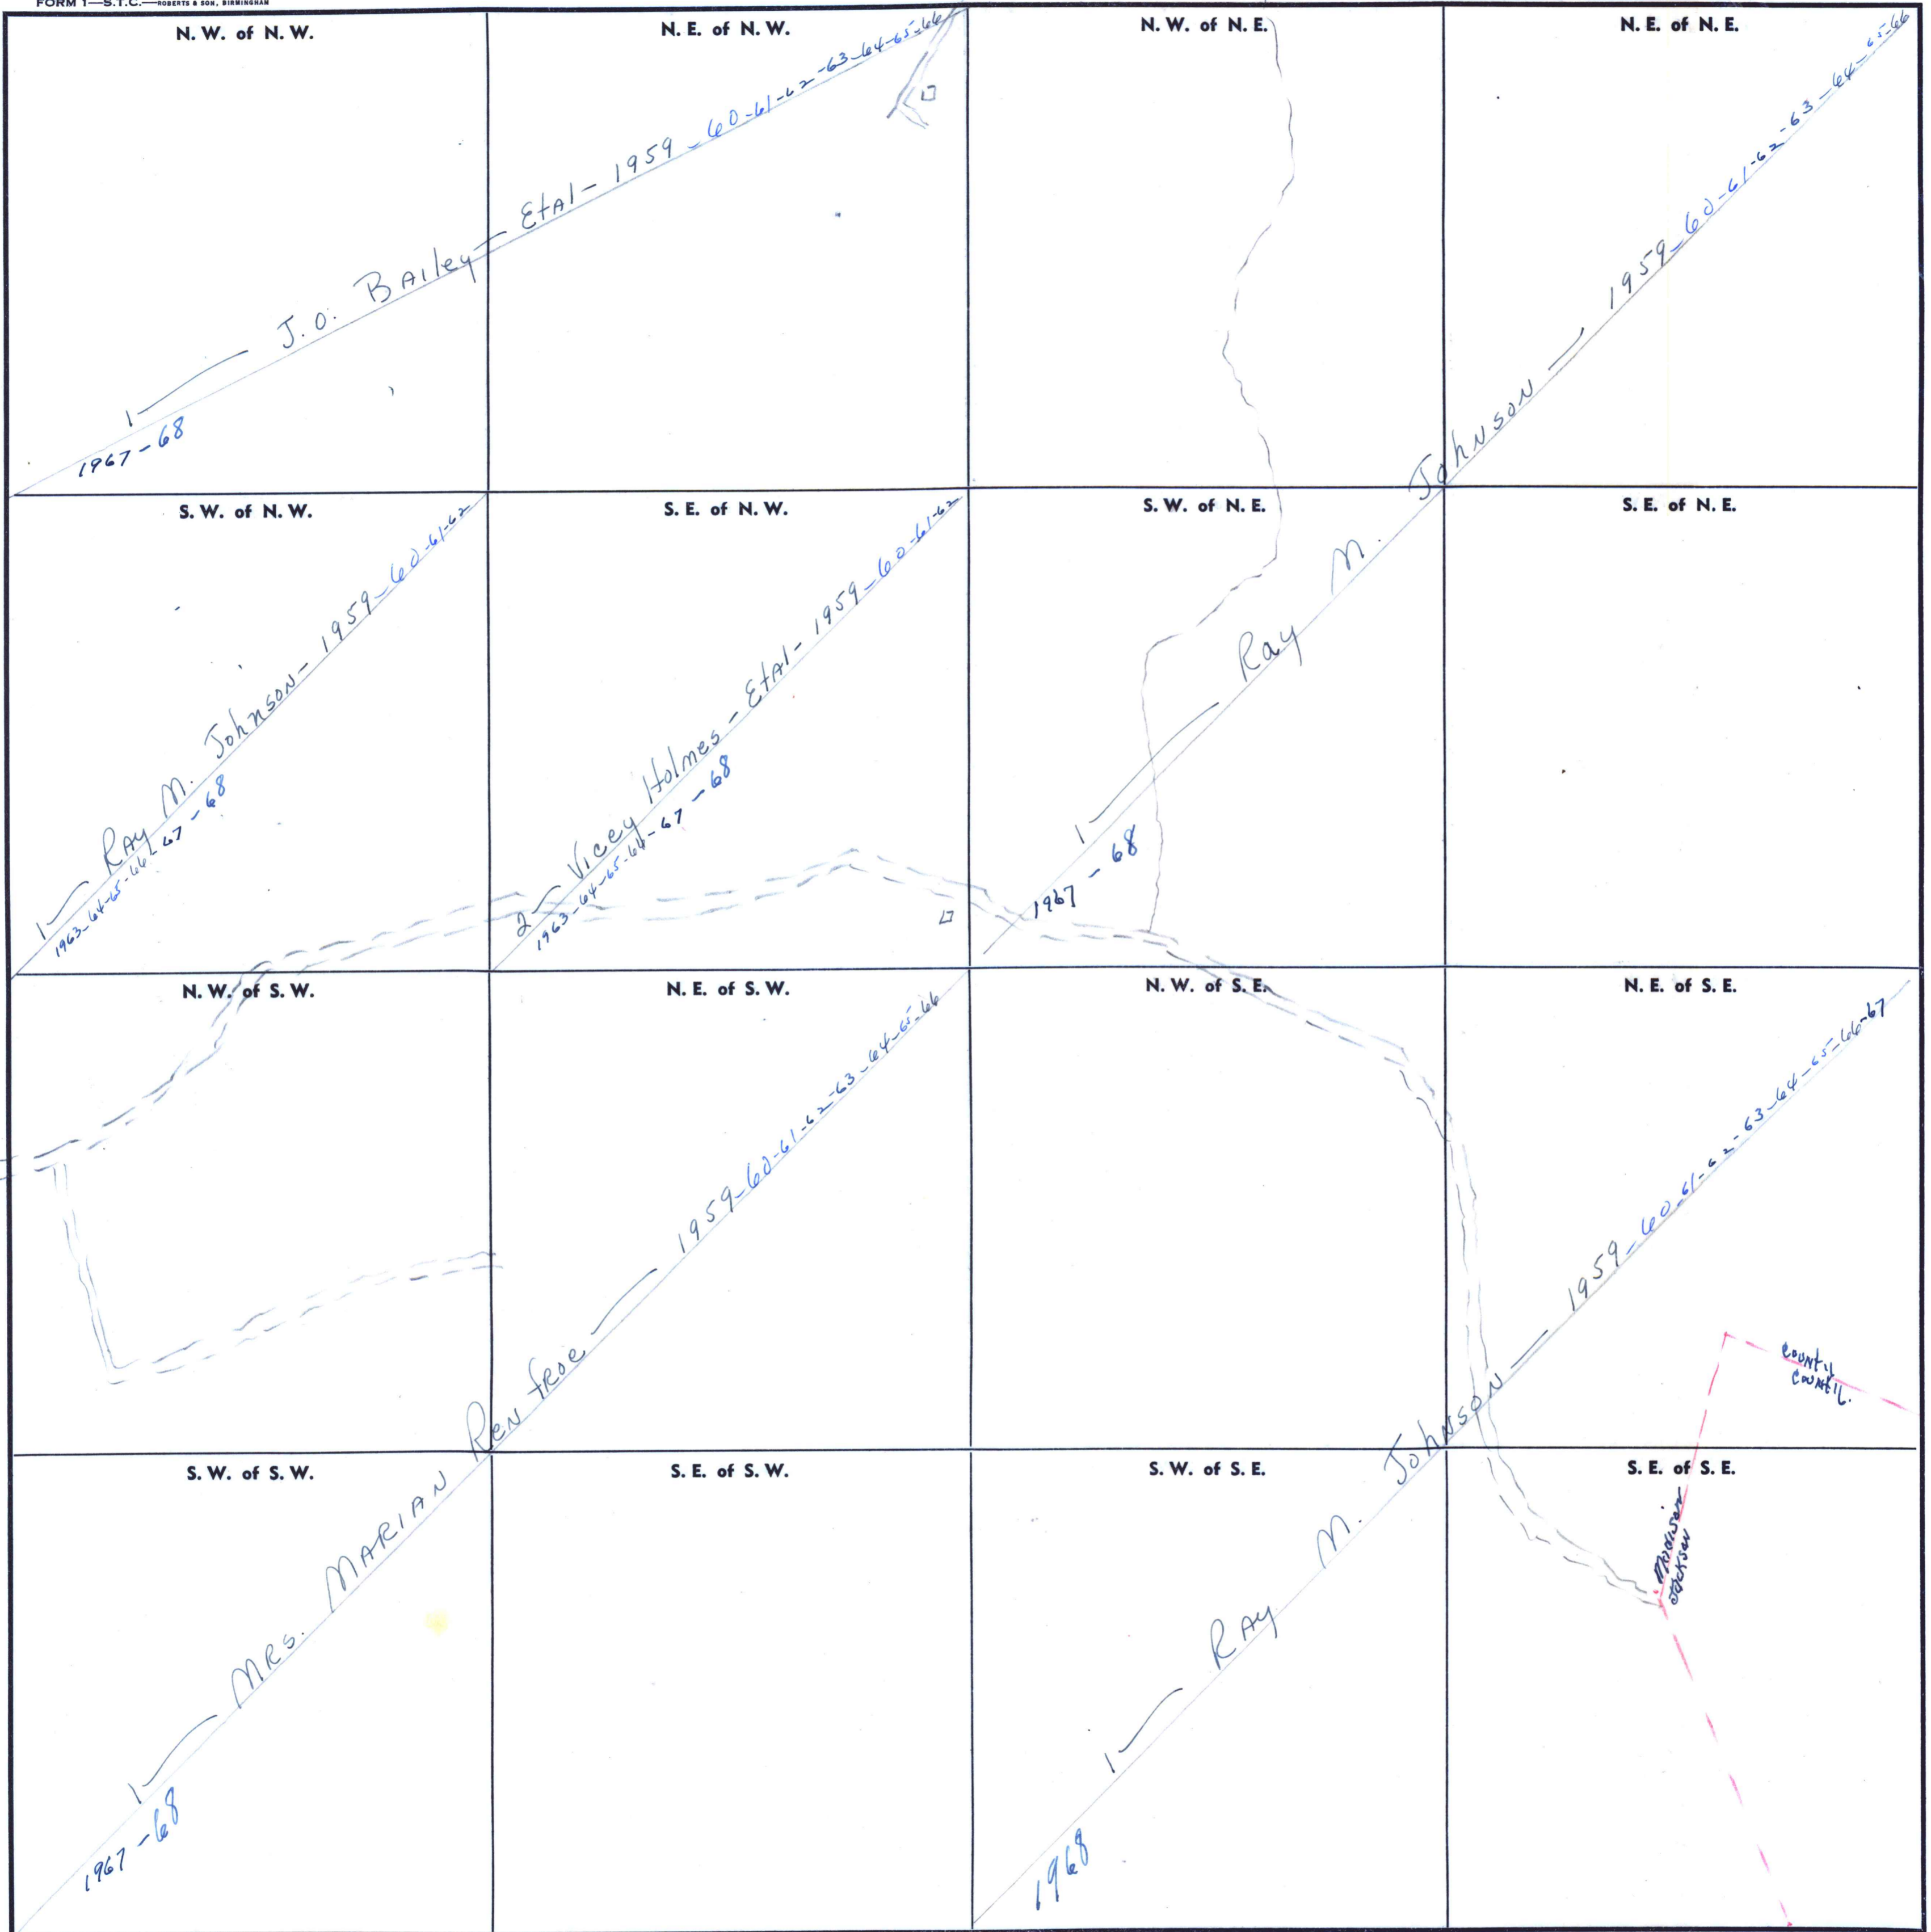 FORM 1—S.T.C.—ROBERTS & SON, BIRMINGHAM
N. W. of N. W.
N. E. of N. W.
N. W. of N. E.
N. E. of N. E.
1 J.O. BAiley - EtAl - 1959-60-61-62-63-64-65-66
1967-68
S. W. of N. W.
S. E. of N. W.
S. W. of N. E.
S. E. of N. E.
1 RAy M. JohnsoN - 1959-60-61-62
1963-64-65-66-67-68
2 Vicey Holmes - EtAl - 1959-60-61-62
1963-64-65-66-67-68
1 Ray M. JohNsoN 1959-60-61-62-63-64-65-66
1967-68
N. W. of S. W.
N. E. of S. W.
N. W. of S. E.
N. E. of S. E.
S. W. of S. W.
S. E. of S. W.
S. W. of S. E.
S. E. of S. E.
1 MRS. MARIAN RenfRoe 1959-60-61-62-63-64-65-66
1967-68
1 RAy M. JohNsoN 1959-60-61-62-63-64-65-66-67
1968
Madison
Jackson